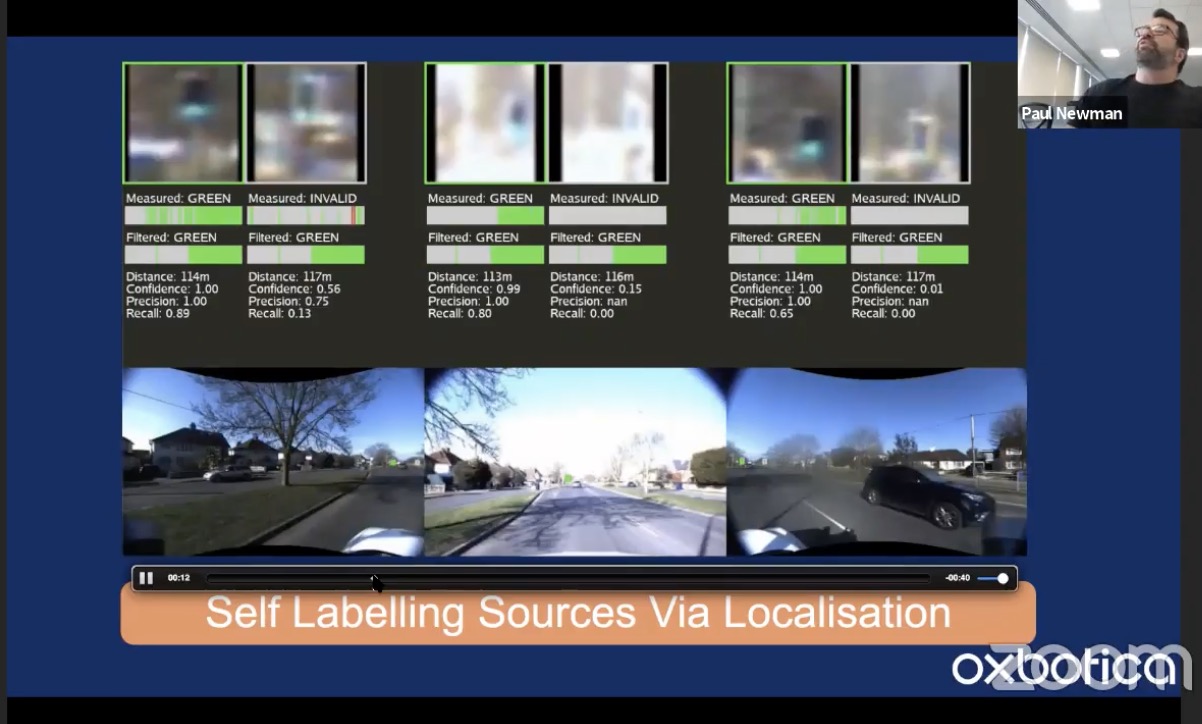 Paul Newman
Measured: GREEN
Filtered: GREEN
Distance: 114m
Confidence: 1.00
Precision: 1.00
Recall: 0.89
Measured: INVALID
Filtered: GREEN
Distance: 117m
Confidence: 0.56
Precision: 0.75
Recall: 0.13
Measured: GREEN
Filtered: GREEN
Distance: 113m
Confidence: 0.99
Precision: 1.00
Recall: 0.80
Measured: INVALID
Filtered: GREEN
Distance: 116m
Confidence: 0.15
Precision: nan
Recall: 0.00
Measured: GREEN
Filtered: GREEN
Distance: 114m
Confidence: 1.00
Precision: 1.00
Recall: 0.65
Measured: INVALID
Filtered: GREEN
Distance: 117m
Confidence: 0.01
Precision: nan
Recall: 0.00
00:12
-00:40
Self Labelling Sources Via Localisation
oxbotica
zoom